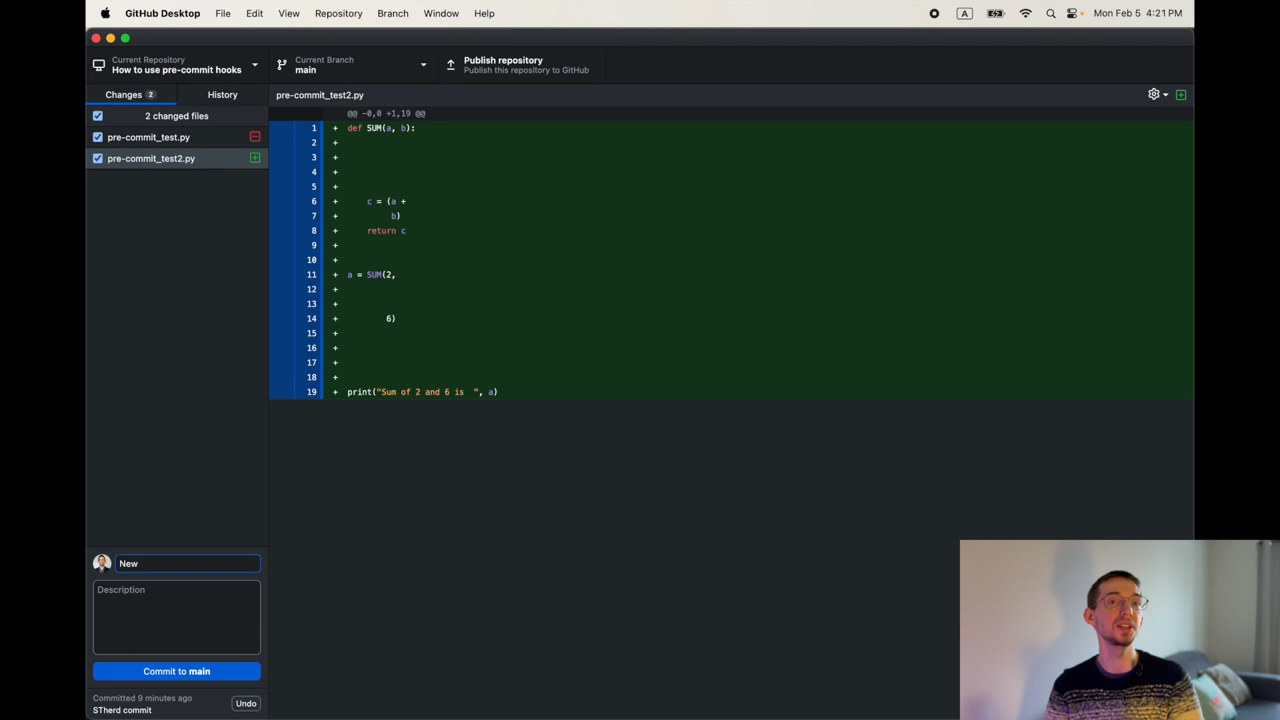 GitHub Desktop File Edit View Repository Branch Window Help A Mon Feb 5 4:21 PM
Current Repository
How to use pre-commit hooks
Current Branch
main
Publish repository
Publish this repository to GitHub
Changes 2 History
pre-commit_test2.py
2 changed files
pre-commit_test.py
pre-commit_test2.py
@@ -0,0 +1,19 @@
1 + def SUM(a, b):
2 +
3 +
4 +
5 +
6 + c = (a +
7 + b)
8 + return c
9 +
10 +
11 + a = SUM(2,
12 +
13 +
14 + 6)
15 +
16 +
17 +
18 +
19 + print("Sum of 2 and 6 is  ", a)
New
Description
Commit to main
Committed 9 minutes ago
STherd commit
Undo